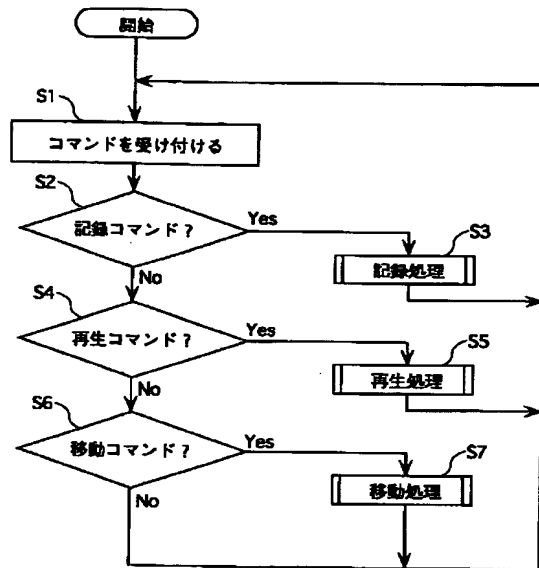 開始
S1
コマンドを受け付ける
S2
記録コマンド?
Yes
S3
記録処理
No
S4
再生コマンド?
Yes
S5
再生処理
No
S6
移動コマンド?
Yes
S7
移動処理
No